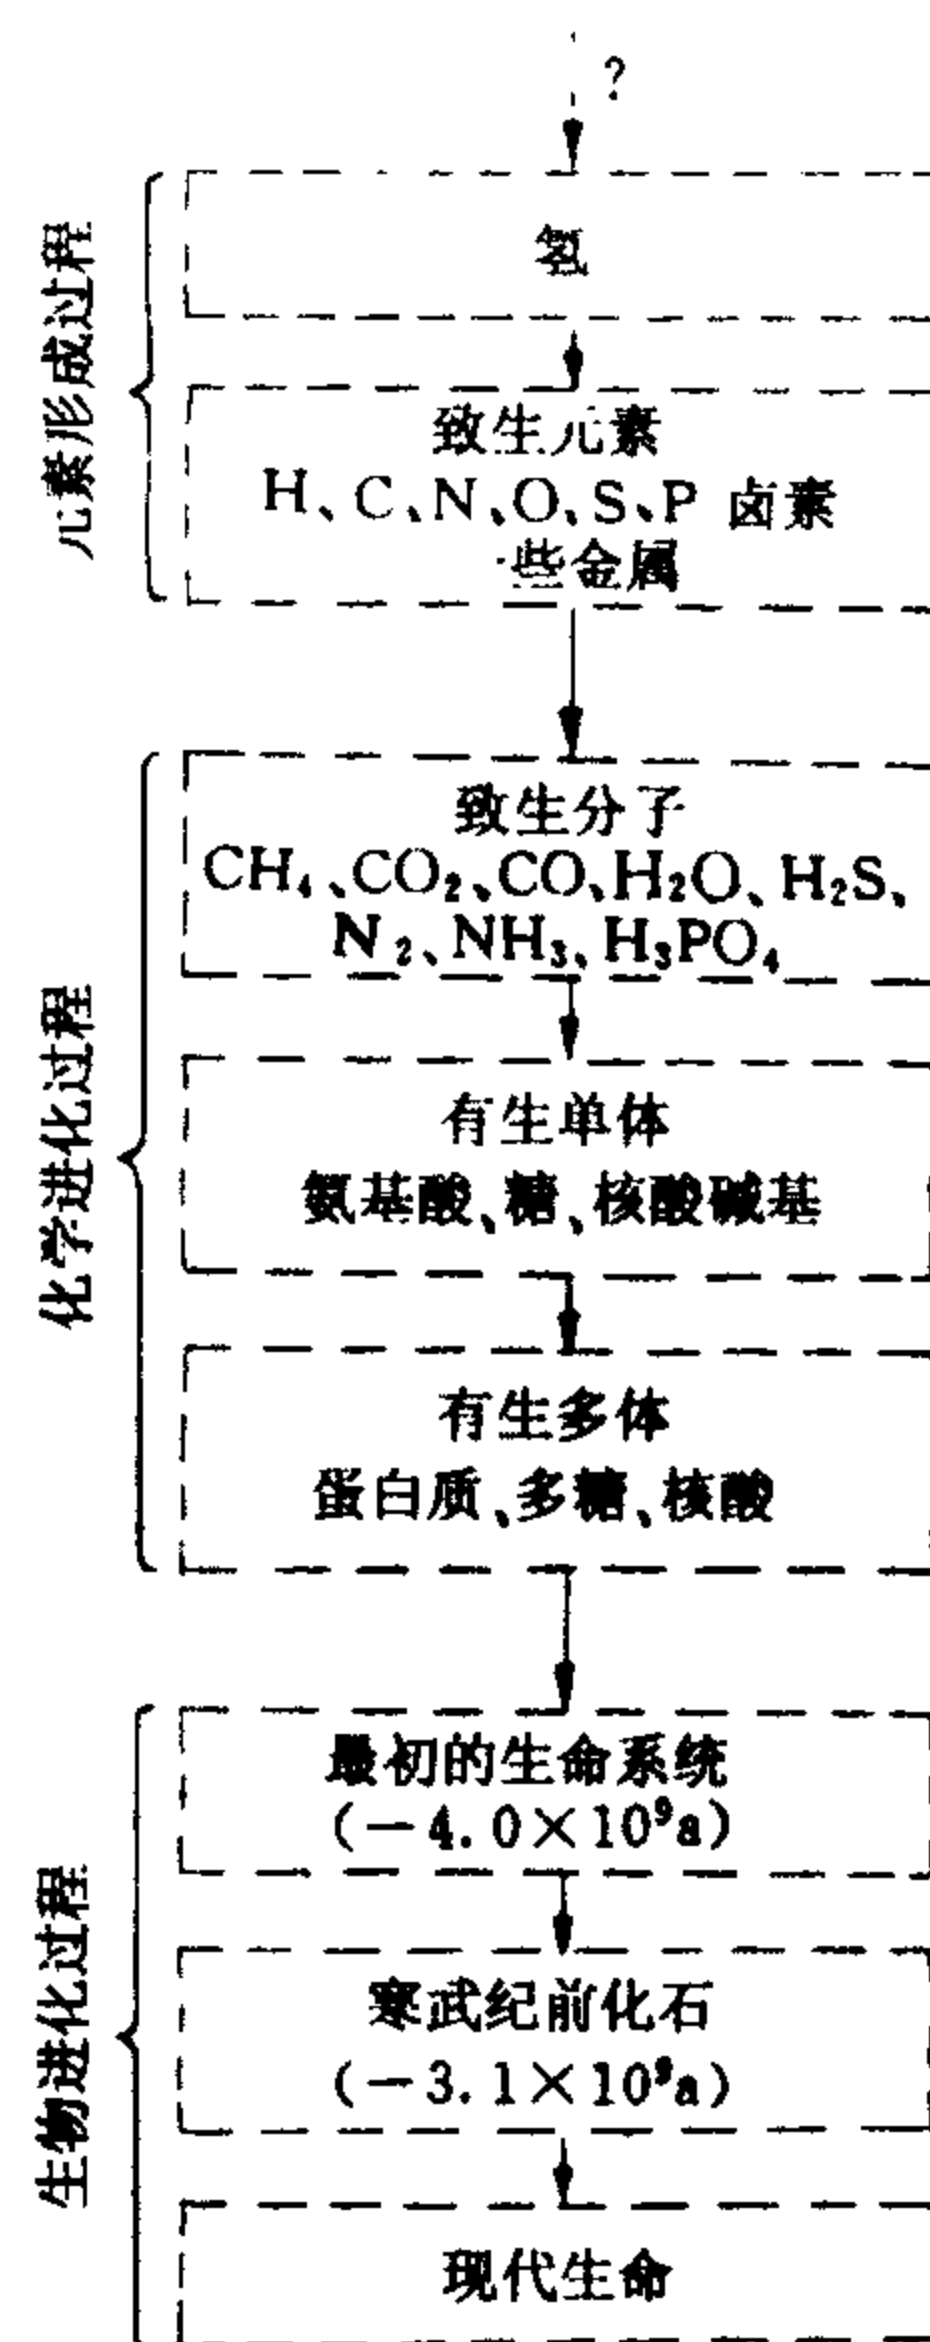 ?
元素形成过程
氢
致生元素
H、C、N、O、S、P 卤素
一些金属
化学进化过程
致生分子
CH₄、CO₂、CO、H₂O、H₂S、
N₂、NH₃、H₃PO₄
有生单体
氨基酸、糖、核酸碱基
有生多体
蛋白质、多糖、核酸
生物进化过程
最初的生命系统
(－4.0×10⁹a)
寒武纪前化石
(－3.1×10⁹a)
现代生命